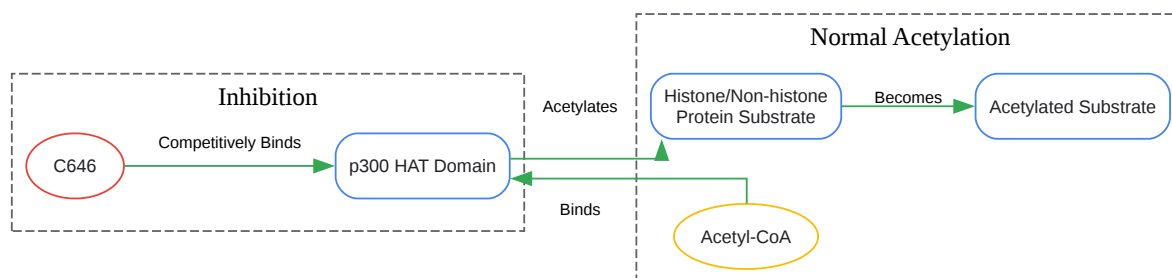 Normal Acetylation
Inhibition
C646
Competitively Binds
p300 HAT Domain
Acetylates
Histone/Non-histone
Protein Substrate
Becomes
Acetylated Substrate
Binds
Acetyl-CoA